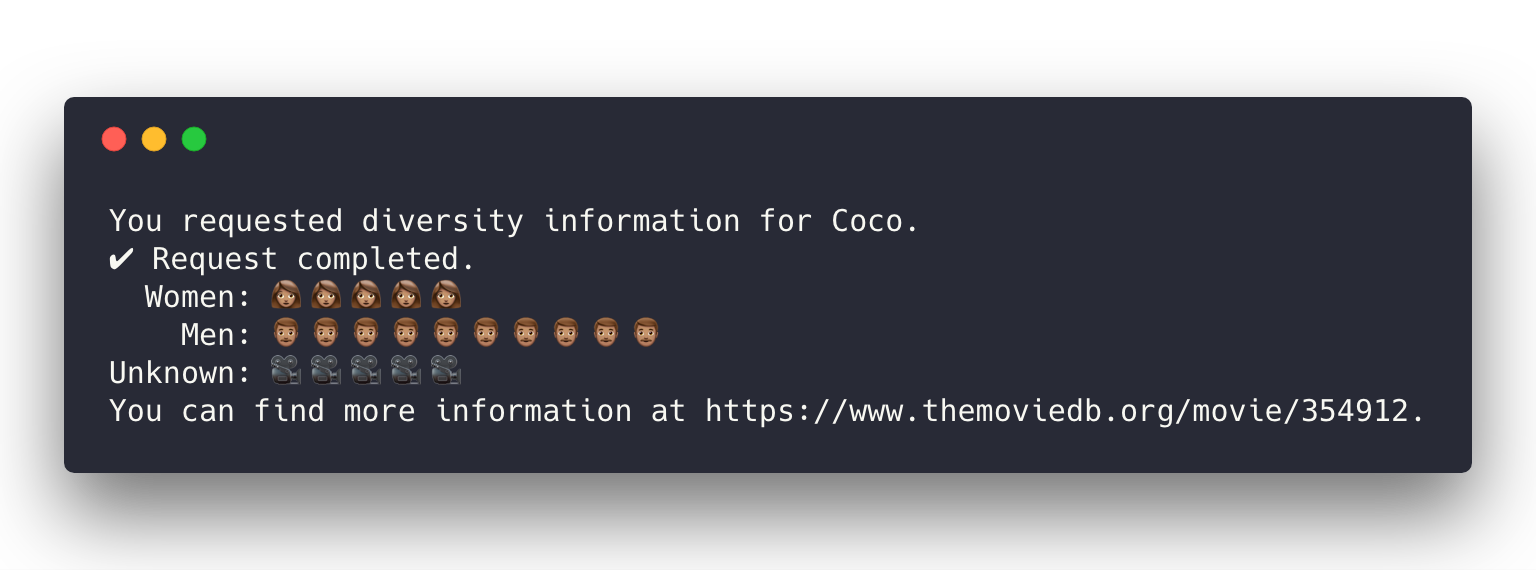 You requested diversity information for Coco.
✔ Request completed.
Women: 👩🏽👩🏽👩🏽👩🏽👩🏽
Men: 👨🏽👨🏽👨🏽👨🏽👨🏽👨🏽👨🏽👨🏽👨🏽👨🏽
Unknown: 🎥🎥🎥🎥🎥
You can find more information at https://www.themoviedb.org/movie/354912.